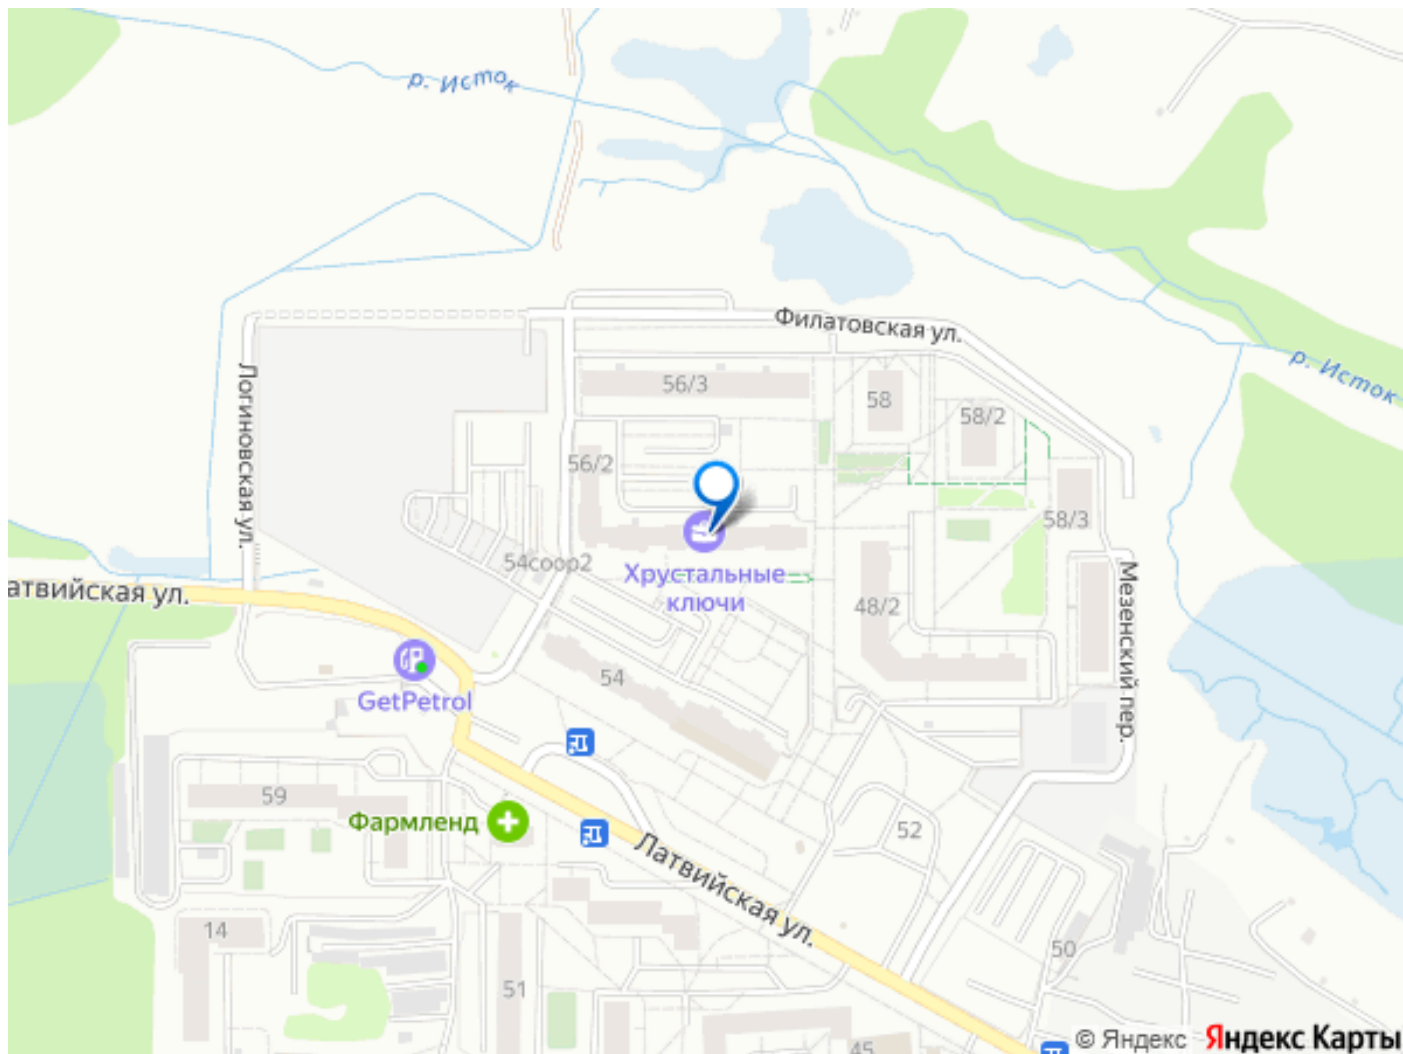 р. Исток
Филатовская ул.
р. Исток
Логиновская ул.
56/3
58
58/2
56/2
58/3
54соор2
Хрустальные
ключи
48/2
Мезенский пер.
атвийская ул.
GetPetrol
54
59
Фармленд
52
Латвийская ул.
14
50
51
45
© Яндекс Яндекс Карты